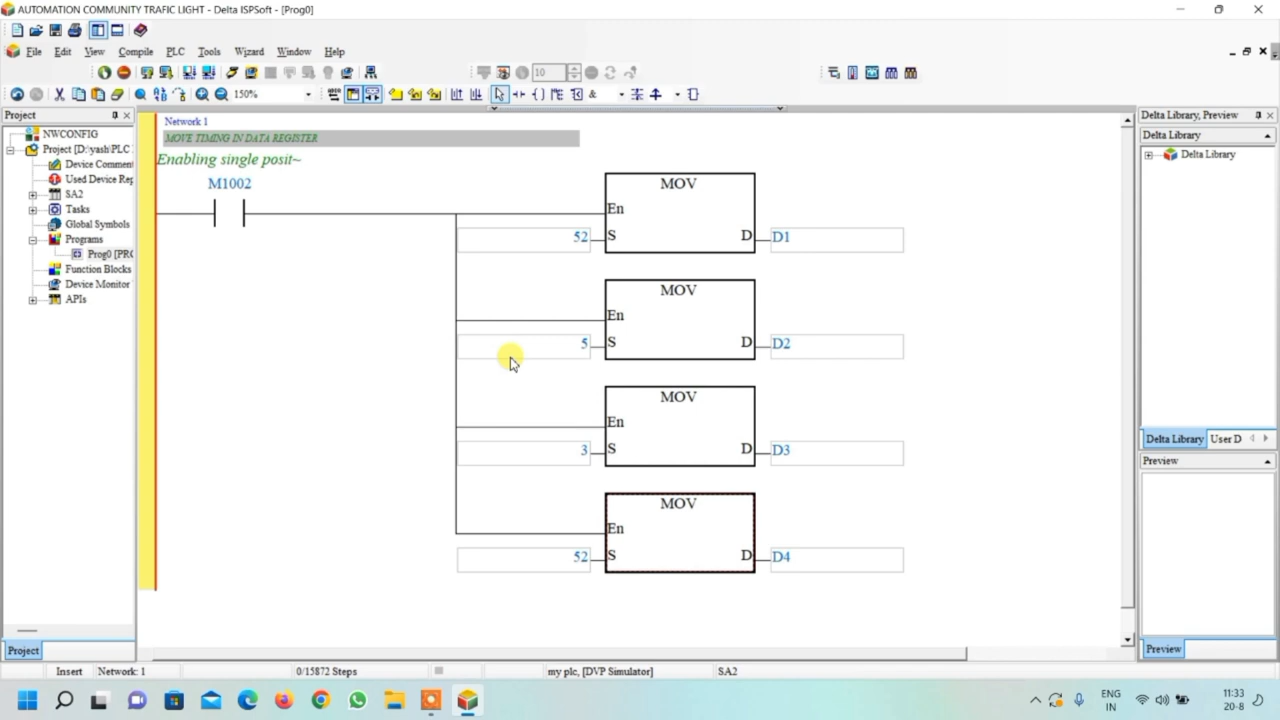 AUTOMATION COMMUNITY TRAFIC LIGHT - Delta ISPSoft - [Prog0]
File Edit View Compile PLC Tools Wizard Window Help
10
150%
&
Project
NWCONFIG
Project [D:\yash\PLC
Device Comment
Used Device Rep
SA2
Tasks
Global Symbols
Programs
Prog0 [PRC
Function Blocks
Device Monitor
APIs
Project
Network 1
MOVE TIMING IN DATA REGISTER
Enabling single posit~
M1002
MOV
En
52 S D D1
MOV
En
5 S D D2
MOV
En
3 S D D3
MOV
En
52 S D D4
Delta Library, Preview
Delta Library
Delta Library
Delta Library User D
Preview
Preview
Insert Network: 1 0/15872 Steps my plc, [DVP Simulator] SA2
ENG
IN
11:33
20-8